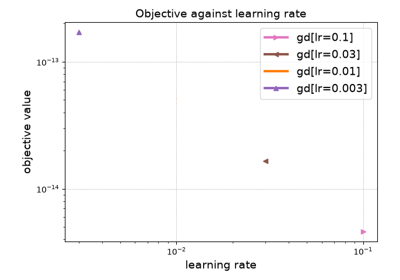 Objective against learning rate
gd[lr=0.1]
gd[lr=0.03]
gd[lr=0.01]
gd[lr=0.003]
10⁻¹³
10⁻¹⁴
objective value
10⁻²
10⁻¹
learning rate